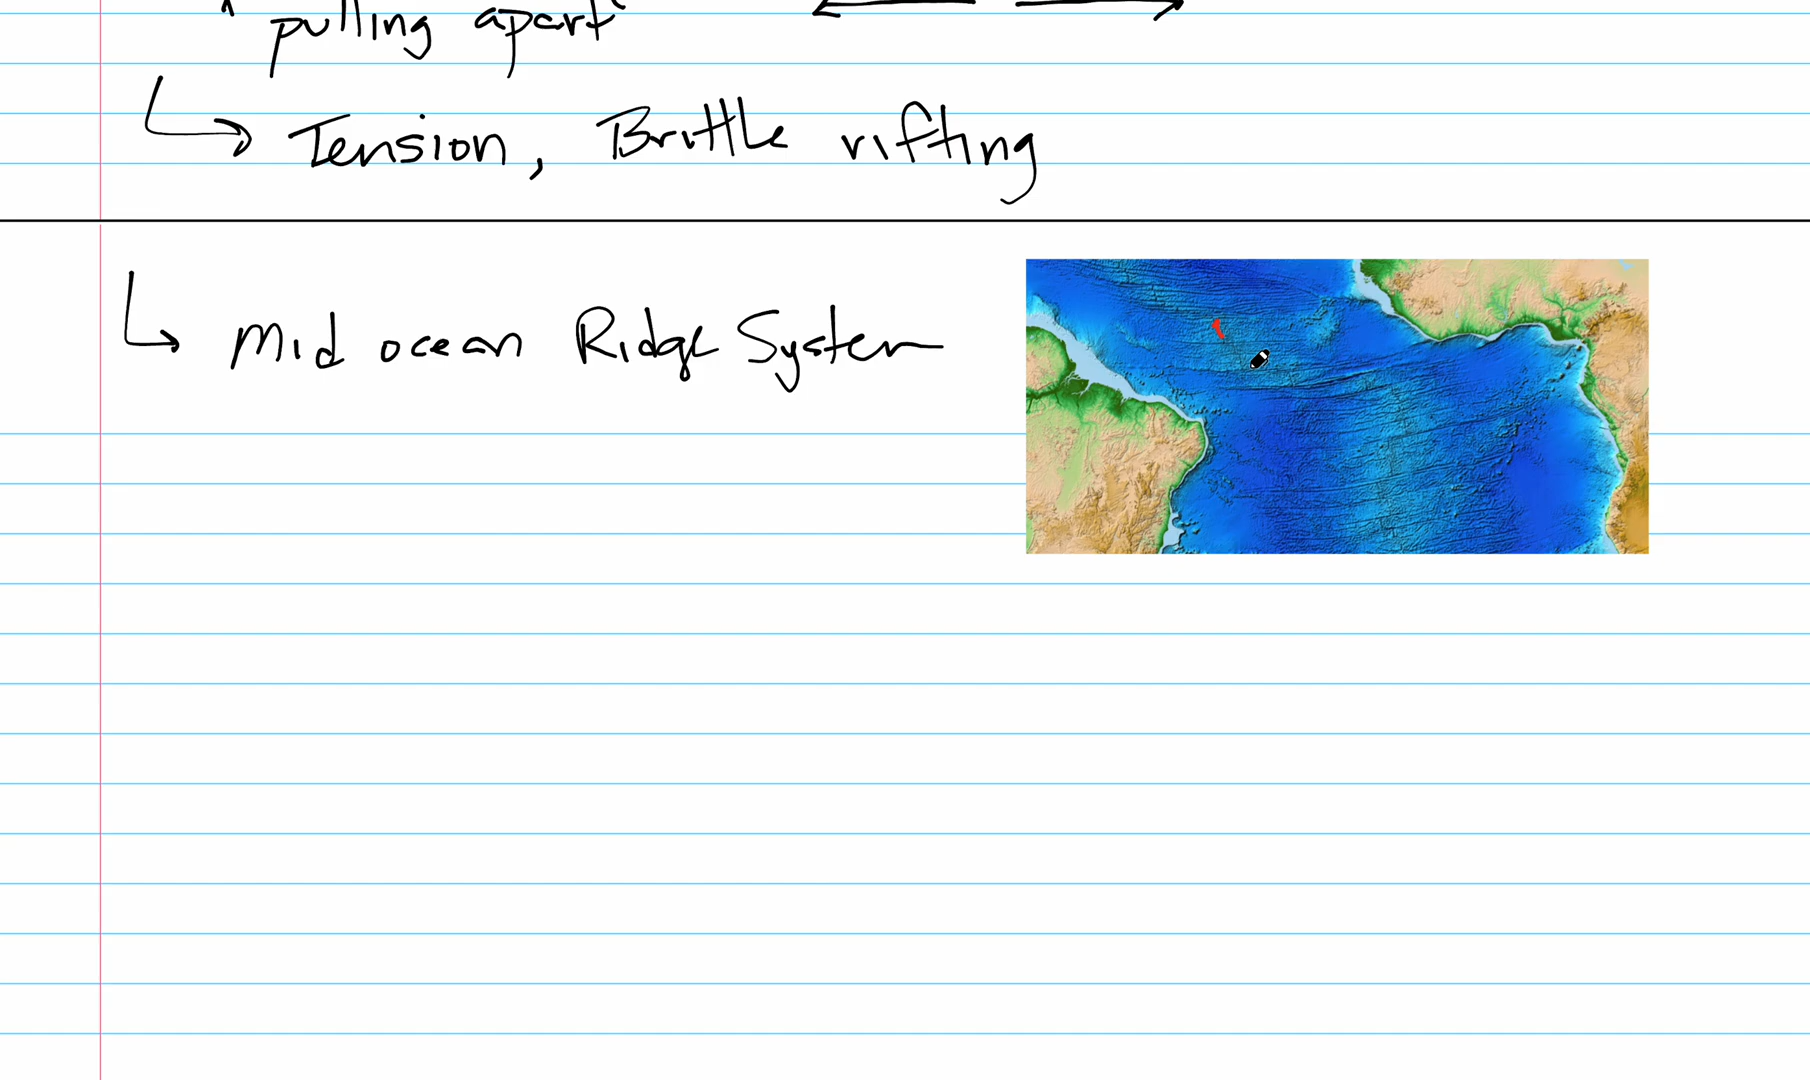 "pulling apart"
Tension, Brittle rifting
Mid ocean Ridge System